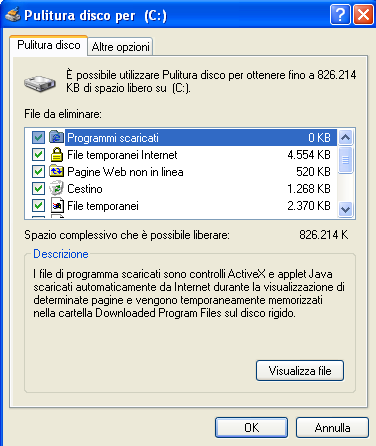 Pulitura disco per (C:)
Pulitura disco
Altre opzioni
È possibile utilizzare Pulitura disco per ottenere fino a 826.214
KB di spazio libero su (C:).
File da eliminare:
Programmi scaricati 0 KB
File temporanei Internet 4.554 KB
Pagine Web non in linea 520 KB
Cestino 1.268 KB
File temporanei 2.370 KB
Spazio complessivo che è possibile liberare: 826.214 K
Descrizione
I file di programma scaricati sono controlli ActiveX e applet Java
scaricati automaticamente da Internet durante la visualizzazione di
determinate pagine e vengono temporaneamente memorizzati
nella cartella Downloaded Program Files sul disco rigido.
Visualizza file
OK
Annulla